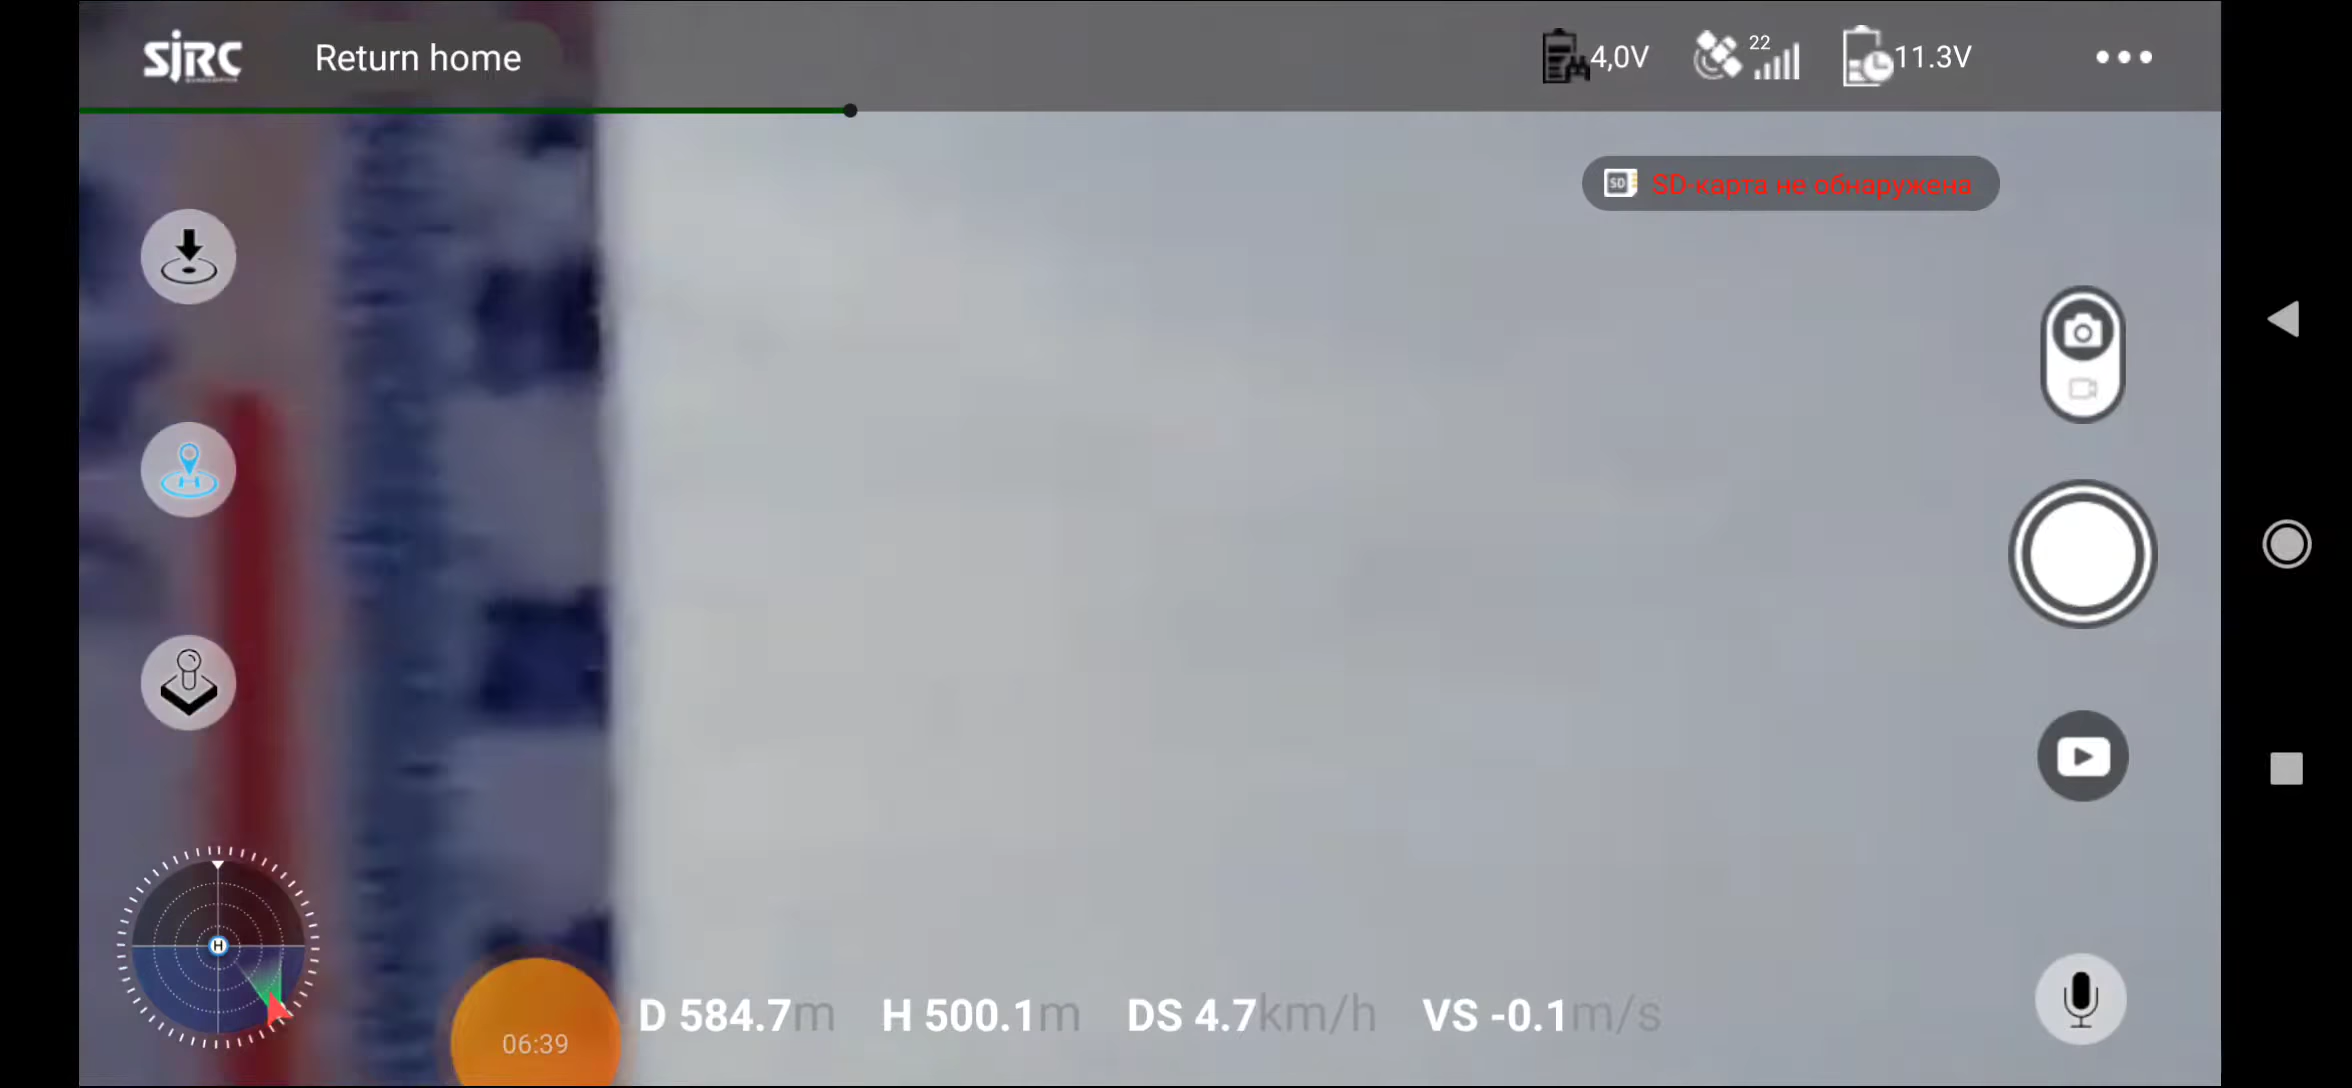 SJRC
Return home
4,0V
22
11.3V
SD
SD-карта не обнаружена
H
06:39
D 584.7m
H 500.1m
DS 4.7km/h
VS -0.1m/s